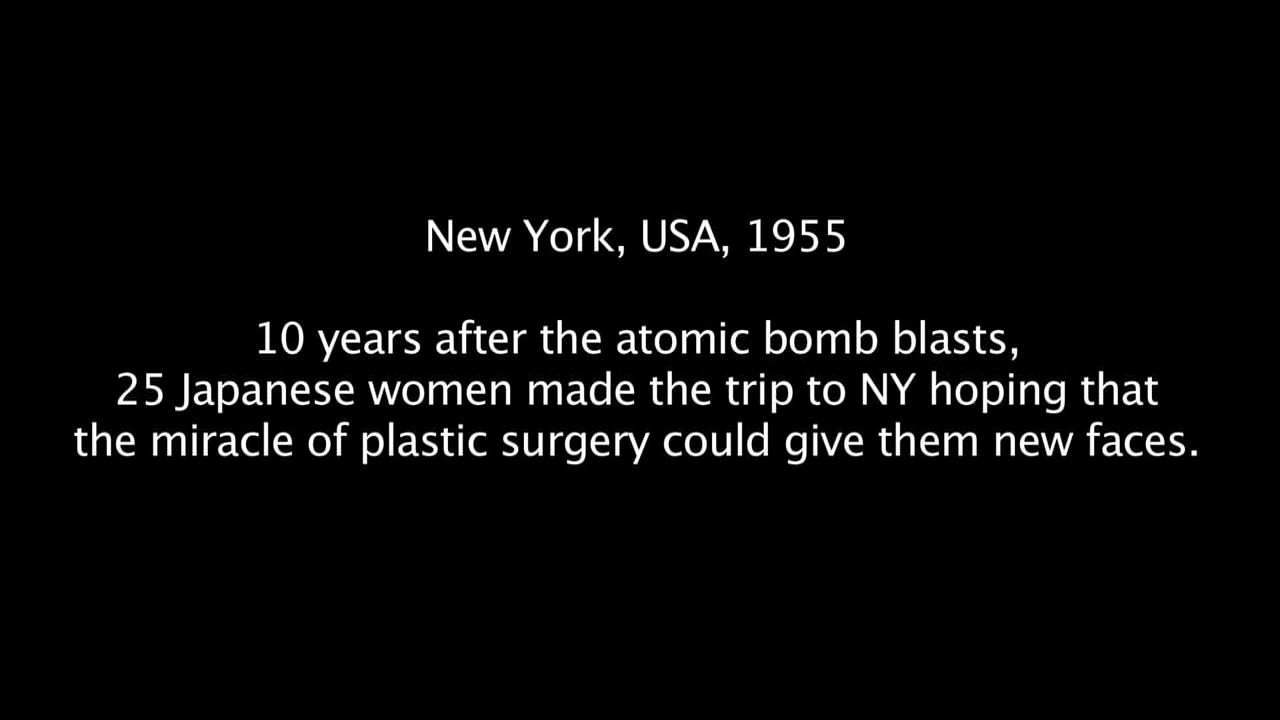 New York, USA, 1955
10 years after the atomic bomb blasts,
25 Japanese women made the trip to NY hoping that
the miracle of plastic surgery could give them new faces.